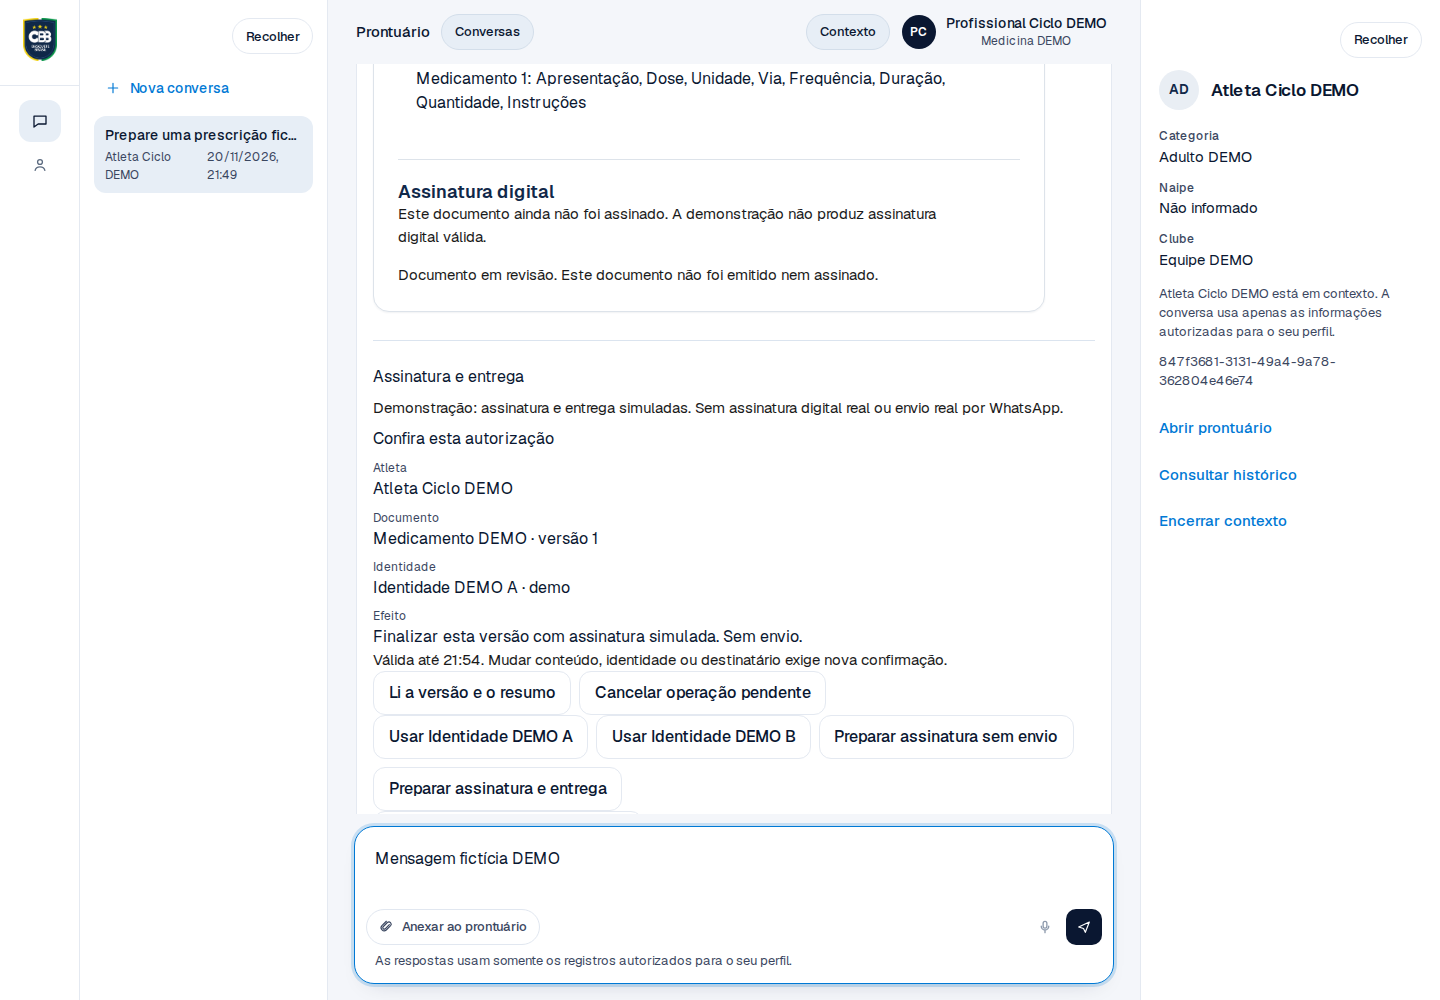 CBB
Recolher
Nova conversa
Prepare uma prescrição fic...
Atleta Ciclo DEMO
20/11/2026, 21:49
Prontuário
Conversas
Contexto
PC
Profissional Ciclo DEMO
Medicina DEMO
Medicamento 1: Apresentação, Dose, Unidade, Via, Frequência, Duração,
Quantidade, Instruções
Assinatura digital
Este documento ainda não foi assinado. A demonstração não produz assinatura
digital válida.
Documento em revisão. Este documento não foi emitido nem assinado.
Assinatura e entrega
Demonstração: assinatura e entrega simuladas. Sem assinatura digital real ou envio real por WhatsApp.
Confira esta autorização
Atleta
Atleta Ciclo DEMO
Documento
Medicamento DEMO · versão 1
Identidade
Identidade DEMO A · demo
Efeito
Finalizar esta versão com assinatura simulada. Sem envio.
Válida até 21:54. Mudar conteúdo, identidade ou destinatário exige nova confirmação.
Li a versão e o resumo
Cancelar operação pendente
Usar Identidade DEMO A
Usar Identidade DEMO B
Preparar assinatura sem envio
Preparar assinatura e entrega
Mensagem fictícia DEMO
Anexar ao prontuário
As respostas usam somente os registros autorizados para o seu perfil.
Recolher
AD
Atleta Ciclo DEMO
Categoria
Adulto DEMO
Naipe
Não informado
Clube
Equipe DEMO
Atleta Ciclo DEMO está em contexto. A
conversa usa apenas as informações
autorizadas para o seu perfil.
847f3681-3131-49a4-9a78-
362804e46e74
Abrir prontuário
Consultar histórico
Encerrar contexto